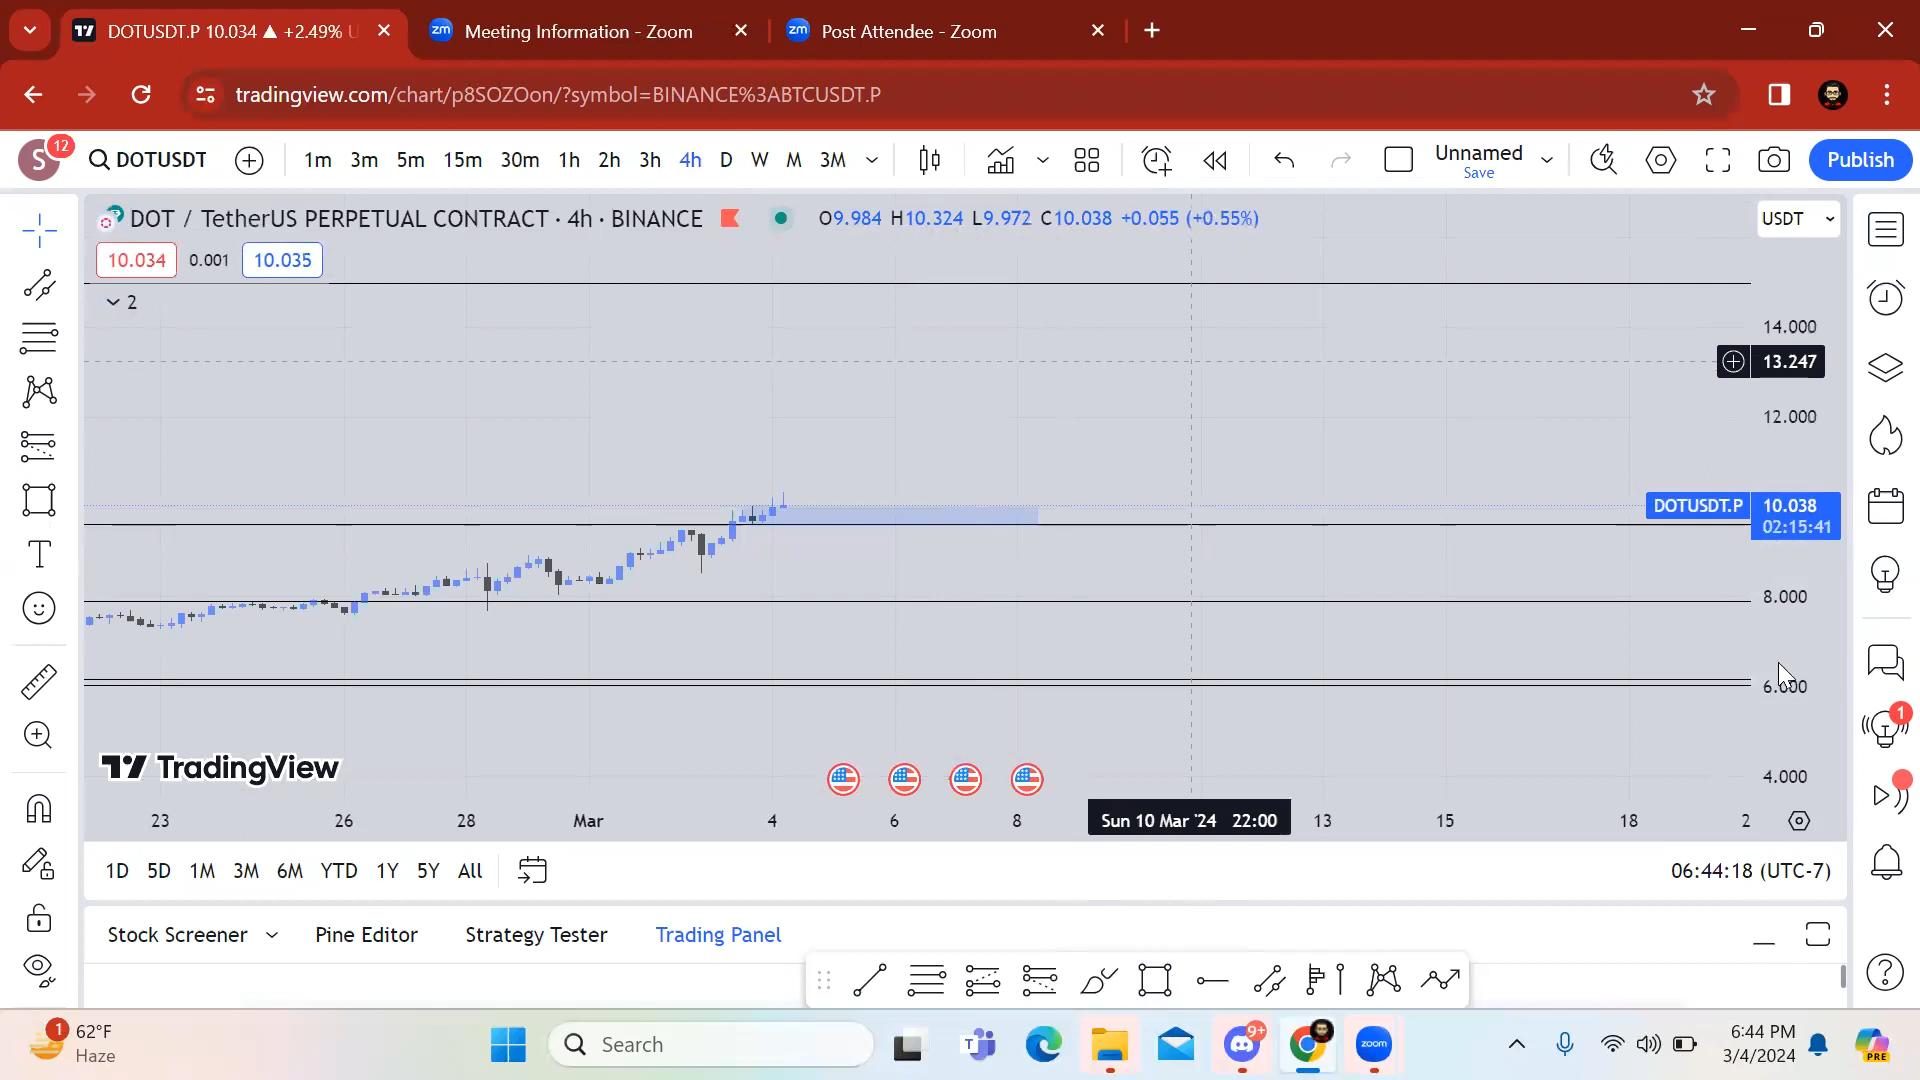 DOTUSDT.P 10.034 ▲ +2.49% U
Meeting Information - Zoom
Post Attendee - Zoom
tradingview.com/chart/p8SOZOon/?symbol=BINANCE%3ABTCUSDT.P
S 12
DOTUSDT
1m 3m 5m 15m 30m 1h 2h 3h 4h D W M 3M
Unnamed
Save
Publish
DOT / TetherUS PERPETUAL CONTRACT · 4h · BINANCE
O9.984 H10.324 L9.972 C10.038 +0.055 (+0.55%)
USDT
10.034 0.001 10.035
2
14.000
13.247
12.000
DOTUSDT.P 10.038
02:15:41
8.000
6.000
4.000
TradingView
23 26 28 Mar 4 6 8 Sun 10 Mar '24 22:00 13 15 18 2
1D 5D 1M 3M 6M YTD 1Y 5Y All
06:44:18 (UTC-7)
Stock Screener Pine Editor Strategy Tester Trading Panel
1
1
62°F
Haze
Search
9+
zoom
6:44 PM
3/4/2024
PRE